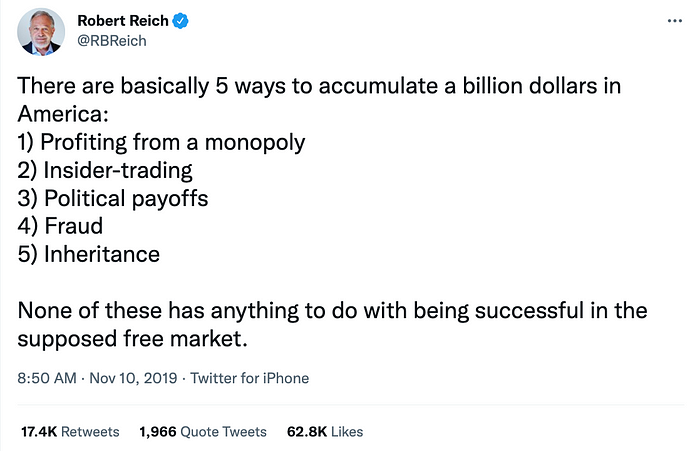 Robert Reich
@RBReich
There are basically 5 ways to accumulate a billion dollars in
America:
1) Profiting from a monopoly
2) Insider-trading
3) Political payoffs
4) Fraud
5) Inheritance
None of these has anything to do with being successful in the
supposed free market.
8:50 AM · Nov 10, 2019 · Twitter for iPhone
17.4K Retweets 1,966 Quote Tweets 62.8K Likes